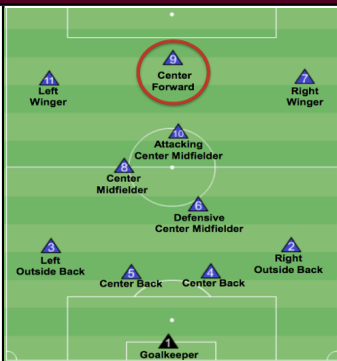 9
Center
Forward
11
Left
Winger
7
Right
Winger
10
Attacking
Center Midfielder
8
Center
Midfielder
6
Defensive
Center Midfielder
3
Left
Outside Back
2
Right
Outside Back
5
Center Back
4
Center Back
1
Goalkeeper